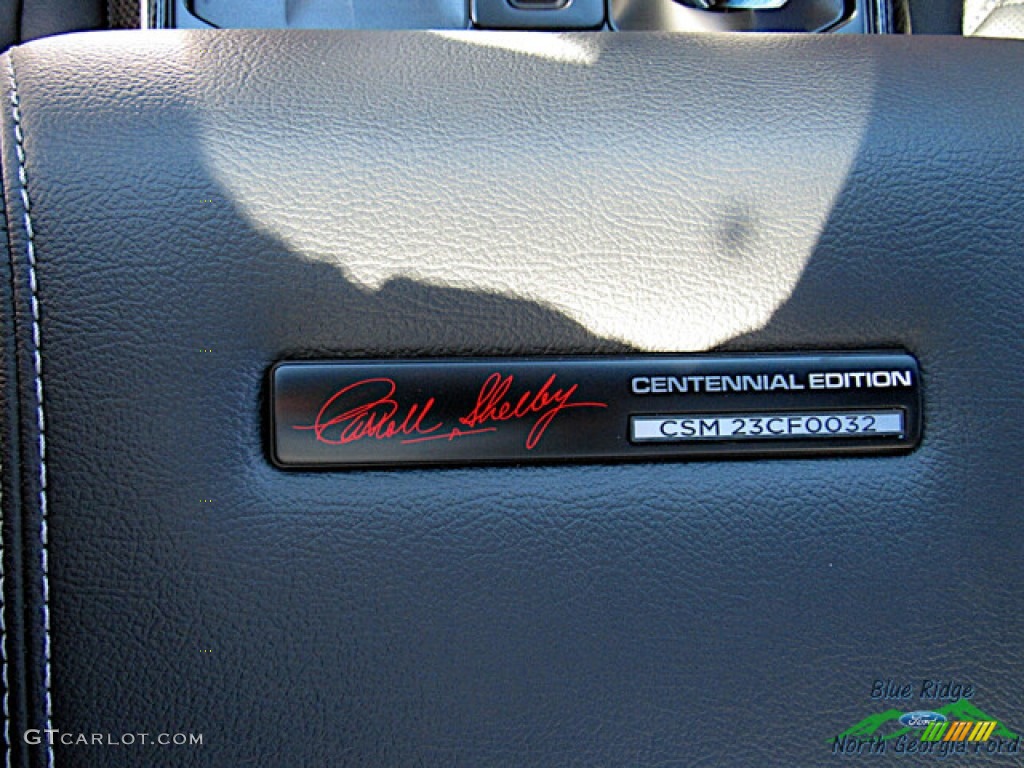 Carroll Shelby
CENTENNIAL EDITION
CSM 23CF0032
Blue Ridge
Ford
North Georgia Ford
GTCARLOT.COM